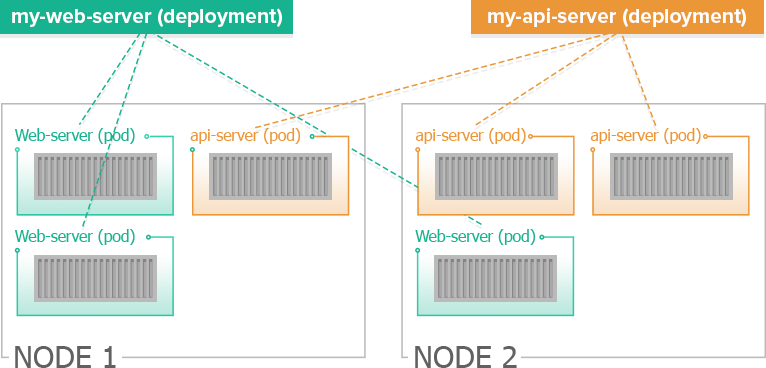 my-web-server (deployment)
my-api-server (deployment)
Web-server (pod)
api-server (pod)
api-server (pod)
api-server (pod)
Web-server (pod)
Web-server (pod)
NODE 1
NODE 2